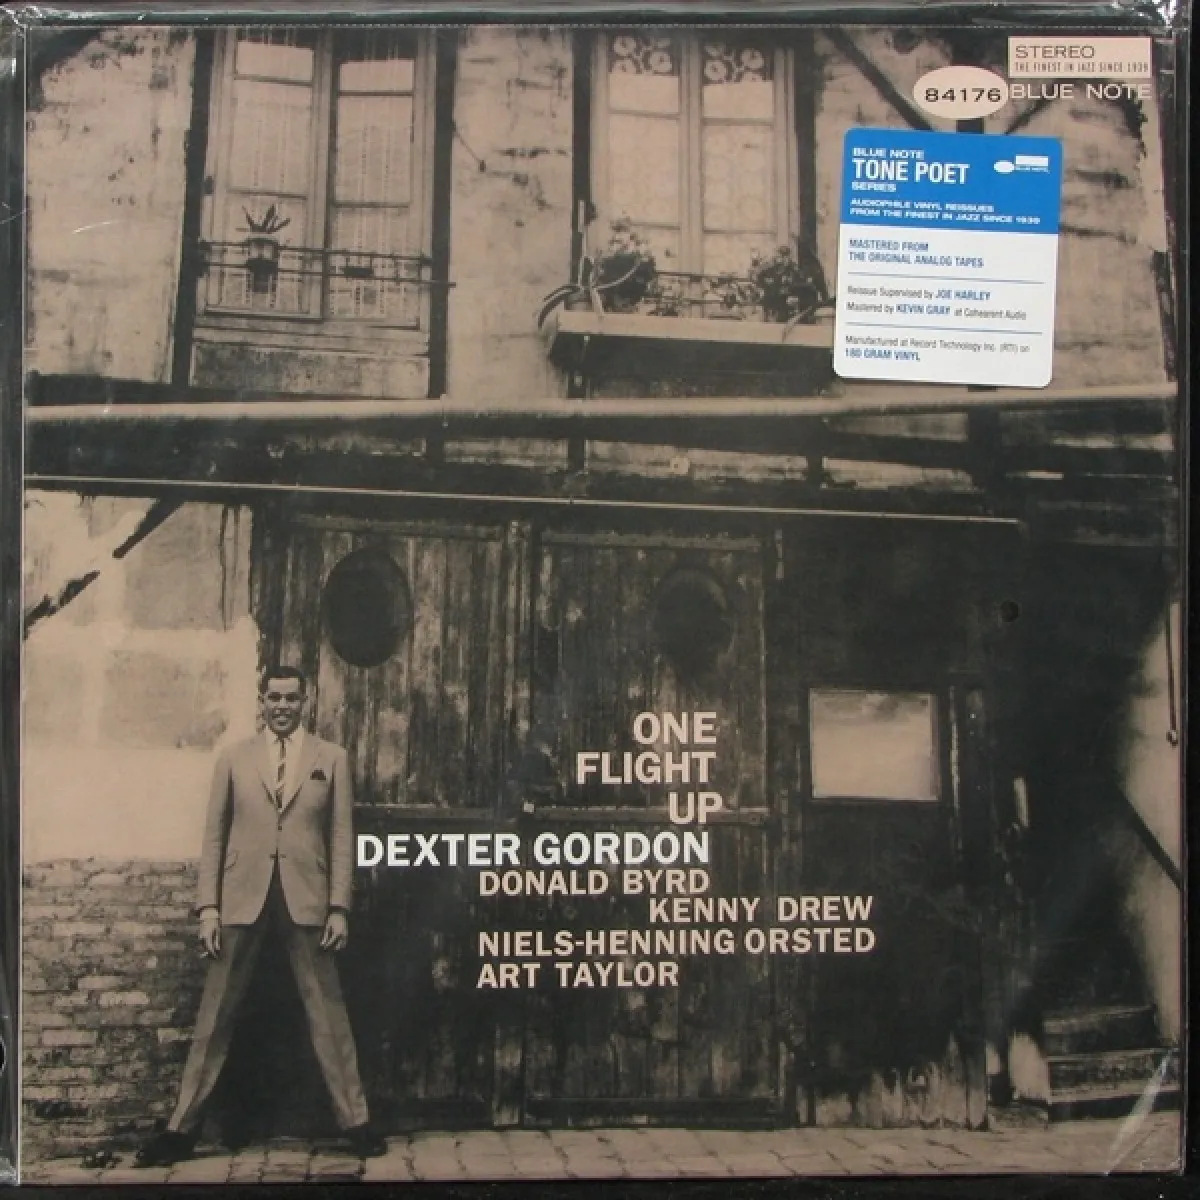 STEREO
THE FINEST IN JAZZ SINCE 1939
84176 BLUE NOTE
BLUE NOTE
TONE POET
SERIES
BLUE NOTE
AUDIOPHILE VINYL REISSUES
FROM THE FINEST IN JAZZ SINCE 1939
MASTERED FROM
THE ORIGINAL ANALOG TAPES
Reissue Supervised by JOE HARLEY
Mastered by KEVIN GRAY at Cohearent Audio
Manufactured at Record Technology Inc. (RTI) on
180 GRAM VINYL
ONE
FLIGHT
UP
DEXTER GORDON
DONALD BYRD
KENNY DREW
NIELS-HENNING ORSTED
ART TAYLOR